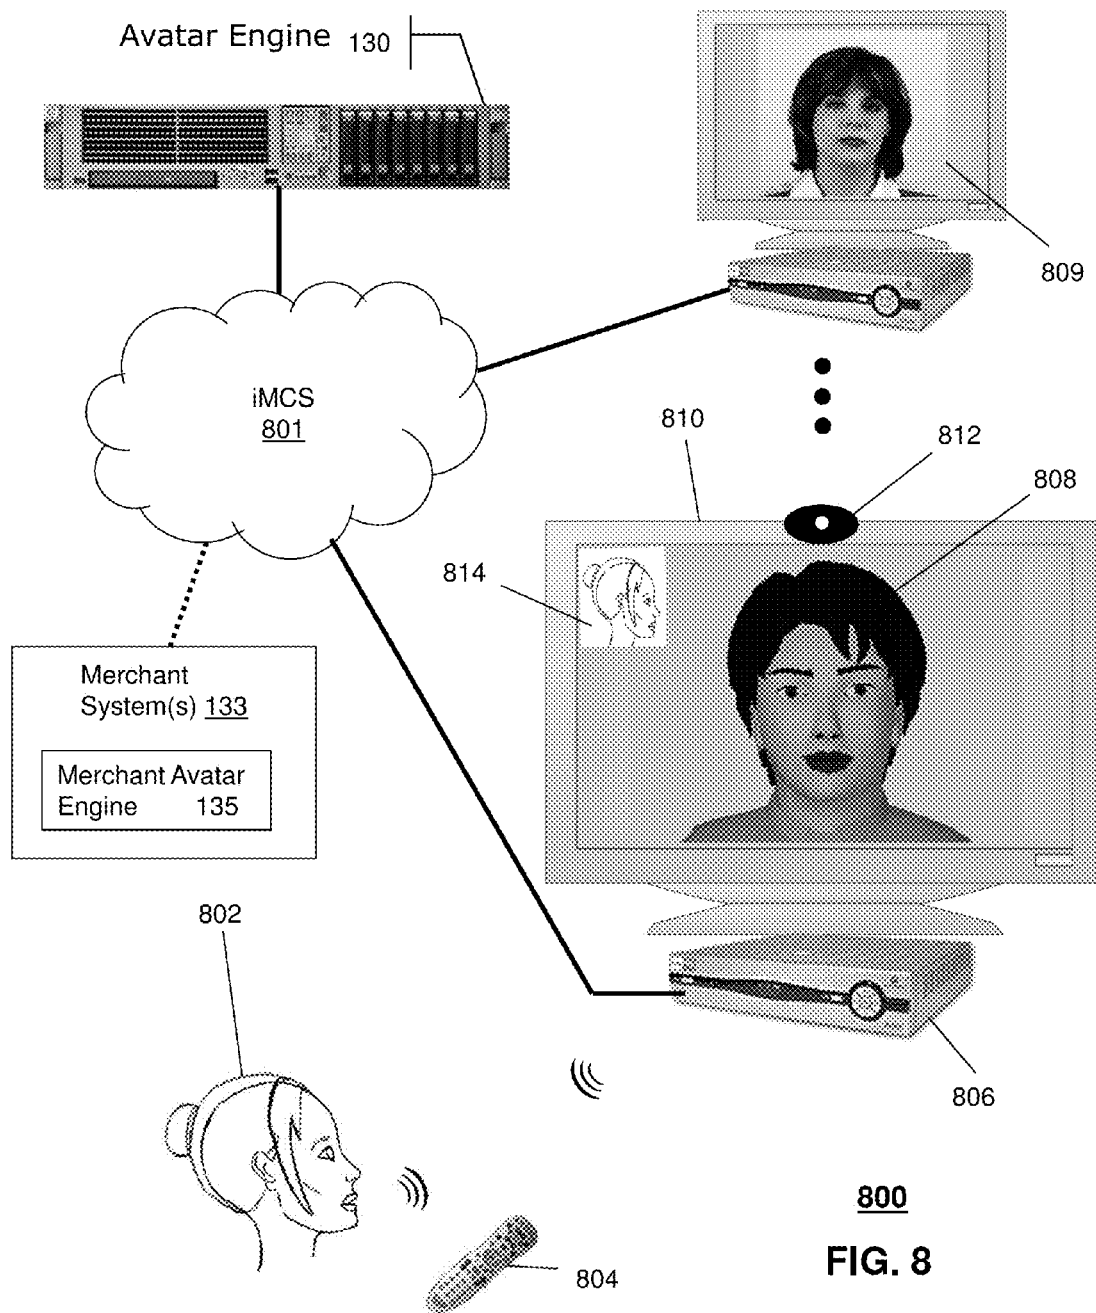 Avatar Engine 130
809
iMCS
801
810
812
808
814
Merchant
System(s) 133
Merchant Avatar
Engine 135
802
806
804
800
FIG. 8